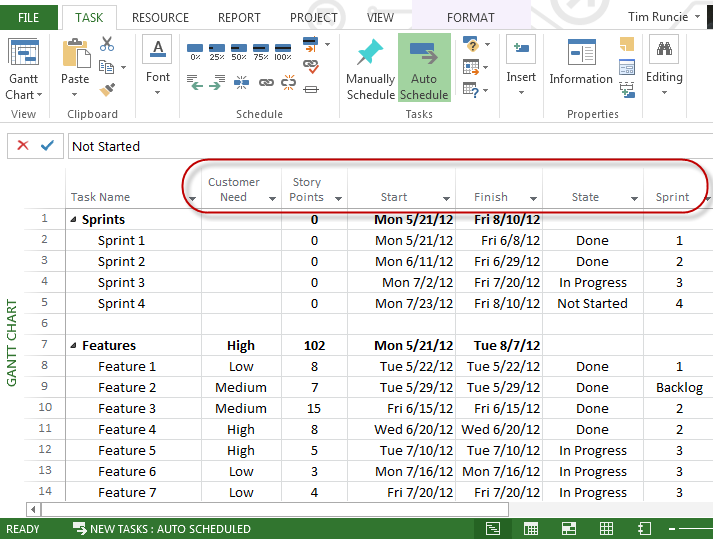 FILE TASK RESOURCE REPORT PROJECT VIEW FORMAT Tim Runcie
0% 25% 50% 75% 100%
Gantt Chart Paste Font Manually Schedule Auto Schedule Insert Information Editing
View Clipboard Schedule Tasks Properties
Not Started
Task Name Customer Need Story Points Start Finish State Sprint
1 Sprints 0 Mon 5/21/12 Fri 8/10/12
2 Sprint 1 0 Mon 5/21/12 Fri 6/8/12 Done 1
3 Sprint 2 0 Mon 6/11/12 Fri 6/29/12 Done 2
4 Sprint 3 0 Mon 7/2/12 Fri 7/20/12 In Progress 3
5 Sprint 4 0 Mon 7/23/12 Fri 8/10/12 Not Started 4
6
7 Features High 102 Mon 5/21/12 Tue 8/7/12
8 Feature 1 Low 8 Tue 5/22/12 Tue 5/22/12 Done 1
9 Feature 2 Medium 7 Tue 5/29/12 Tue 5/29/12 Done Backlog
10 Feature 3 Medium 15 Fri 6/15/12 Fri 6/15/12 Done 2
11 Feature 4 High 8 Wed 6/20/12 Wed 6/20/12 Done 2
12 Feature 5 High 5 Tue 7/10/12 Tue 7/10/12 In Progress 3
13 Feature 6 Low 3 Mon 7/16/12 Mon 7/16/12 In Progress 3
14 Feature 7 Low 4 Fri 7/20/12 Fri 7/20/12 In Progress 3
GANTT CHART
READY NEW TASKS : AUTO SCHEDULED